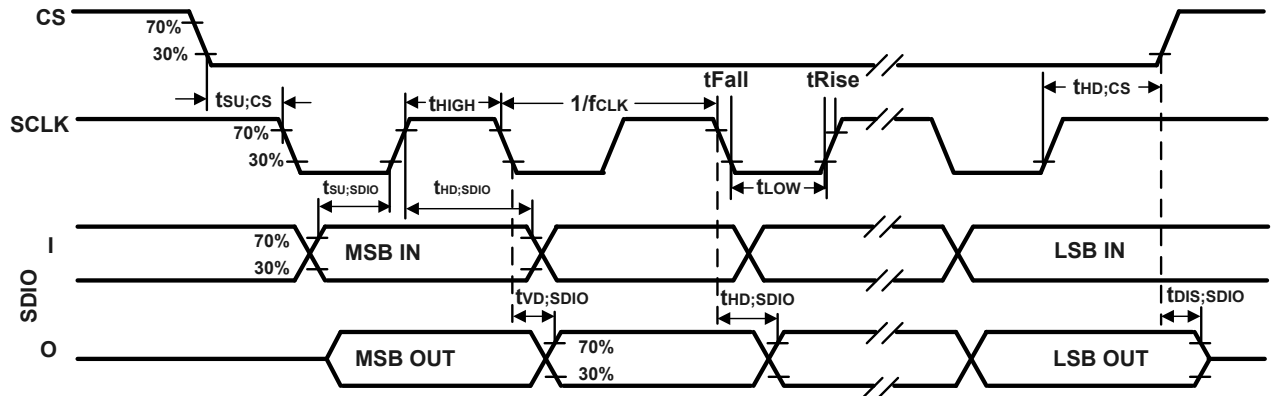 CS
70%
30%
tSU;CS
tHIGH
1/fCLK
tFall
tRise
tHD;CS
SCLK
70%
30%
tSU;SDIO
tHD;SDIO
tLOW
SDIO
I
70%
30%
MSB IN
LSB IN
tVD;SDIO
tHD;SDIO
tDIS;SDIO
O
MSB OUT
70%
30%
LSB OUT